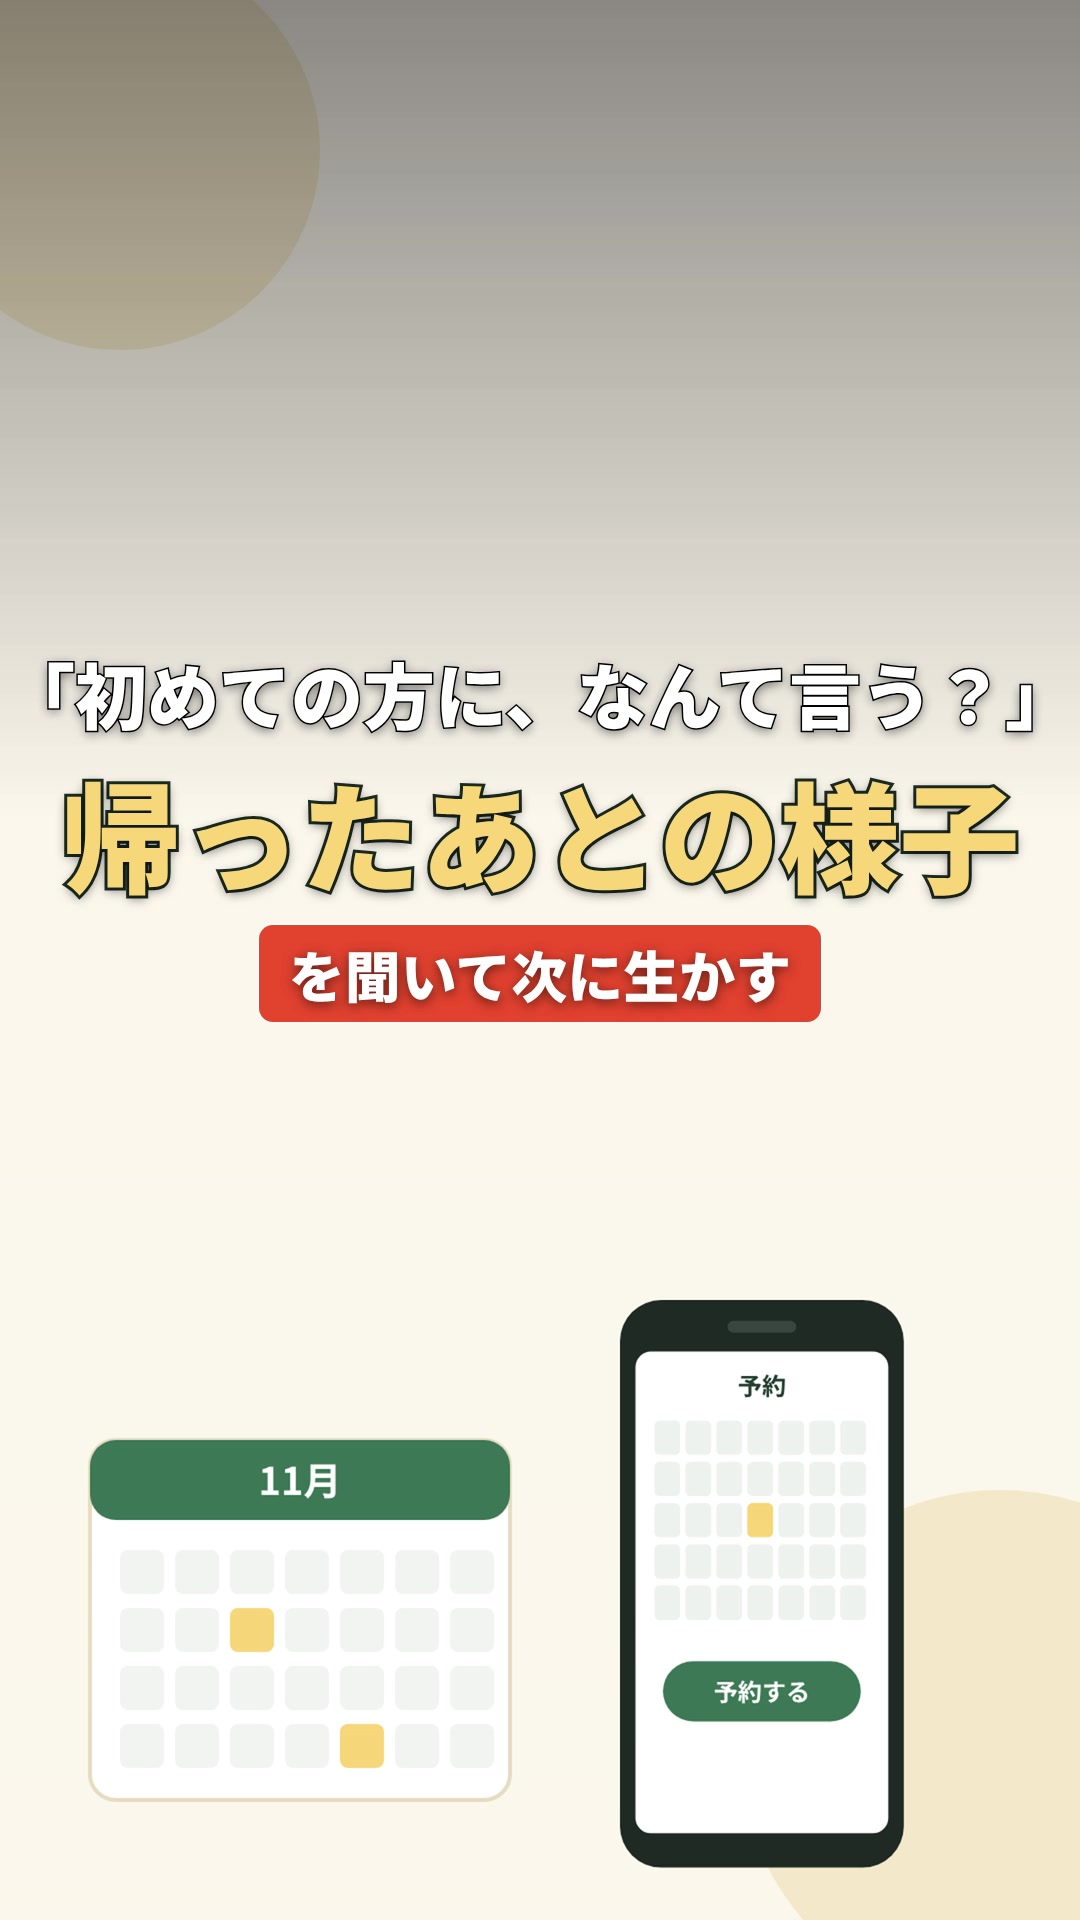 「初めての方に、なんて言う？」
帰ったあとの様子
を聞いて次に生かす
予約
11月
予約する